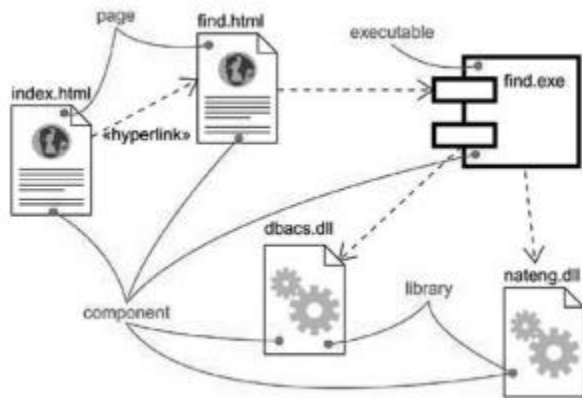 page
find.html
executable
index.html
find.exe
«hyperlink»
dbacs.dll
nateng.dll
library
component